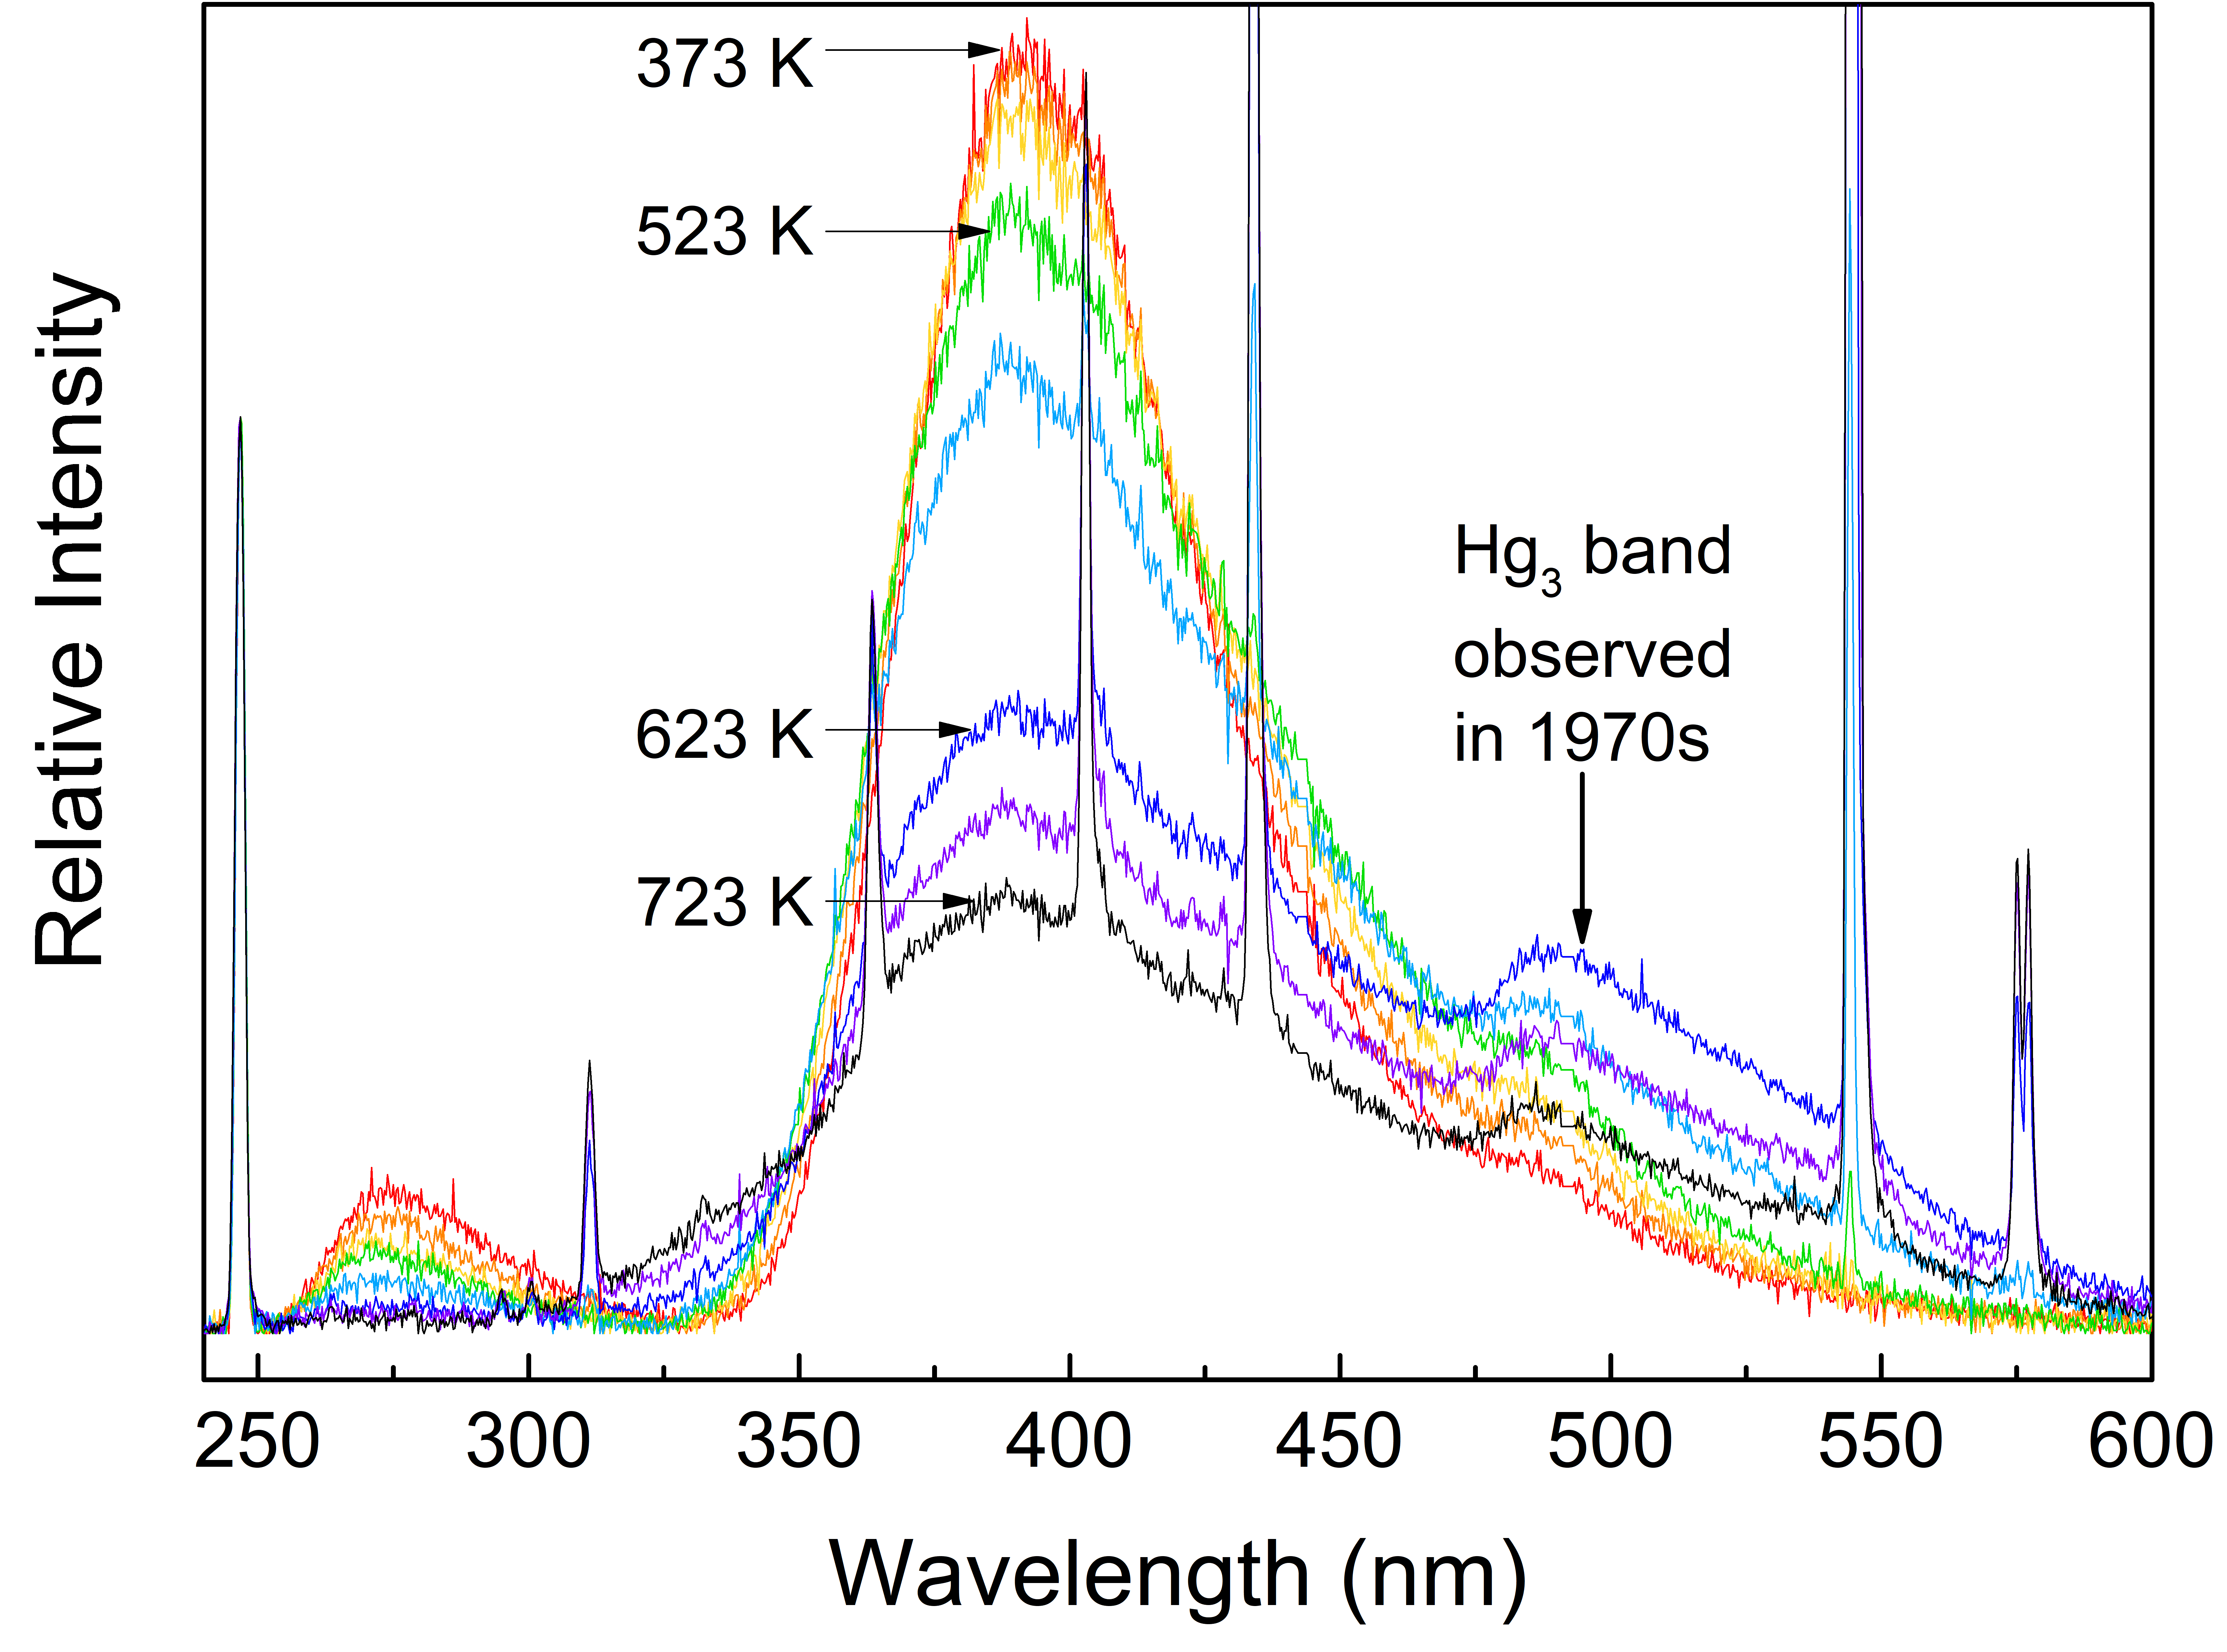 373 K
523 K
623 K
723 K
Hg₃ band
observed
in 1970s
Relative Intensity
250 300 350 400 450 500 550 600
Wavelength (nm)